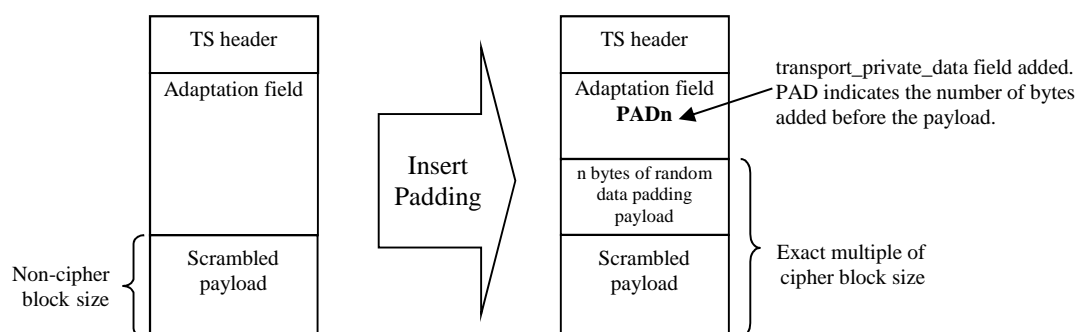 TS header
Adaptation field
Scrambled
payload
Non-cipher
block size
Insert
Padding
TS header
Adaptation field
PADn
n bytes of random
data padding
payload
Scrambled
payload
transport_private_data field added.
PAD indicates the number of bytes
added before the payload.
Exact multiple of
cipher block size